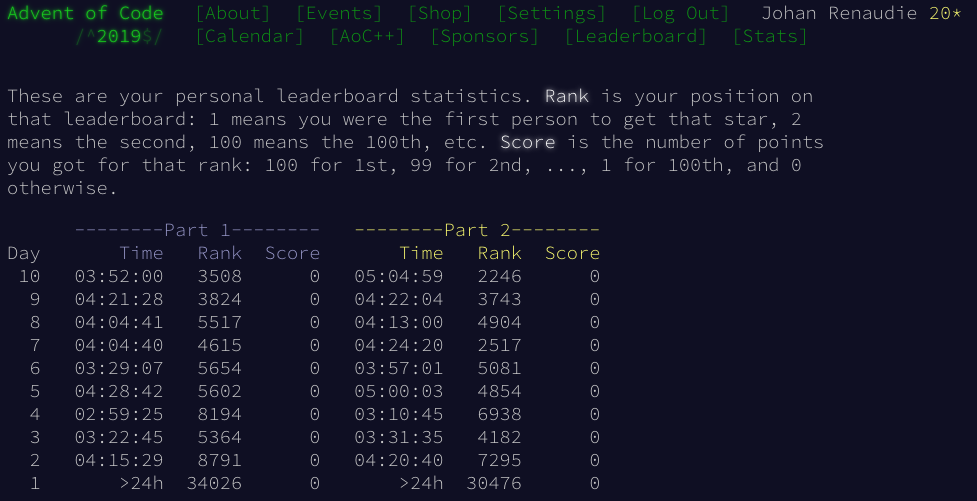 Advent of Code [About] [Events] [Shop] [Settings] [Log Out] Johan Renaudie 20*
/^2019$/ [Calendar] [AoC++] [Sponsors] [Leaderboard] [Stats]
These are your personal leaderboard statistics. Rank is your position on
that leaderboard: 1 means you were the first person to get that star, 2
means the second, 100 means the 100th, etc. Score is the number of points
you got for that rank: 100 for 1st, 99 for 2nd, ..., 1 for 100th, and 0
otherwise.
--------Part 1-------- --------Part 2--------
Day Time Rank Score Time Rank Score
10 03:52:00 3508 0 05:04:59 2246 0
9 04:21:28 3824 0 04:22:04 3743 0
8 04:04:41 5517 0 04:13:00 4904 0
7 04:04:40 4615 0 04:24:20 2517 0
6 03:29:07 5654 0 03:57:01 5081 0
5 04:28:42 5602 0 05:00:03 4854 0
4 02:59:25 8194 0 03:10:45 6938 0
3 03:22:45 5364 0 03:31:35 4182 0
2 04:15:29 8791 0 04:20:40 7295 0
1 >24h 34026 0 >24h 30476 0